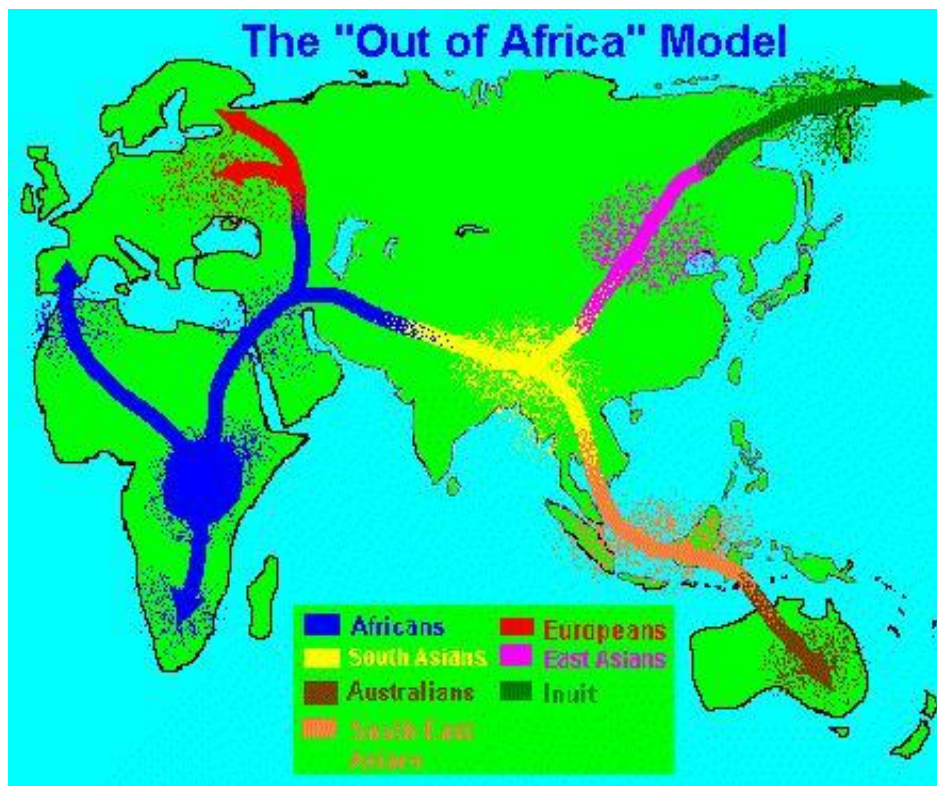 The "Out of Africa" Model
Africans
Europeans
South Asians
East Asians
Australians
Inuit
South East
Asians